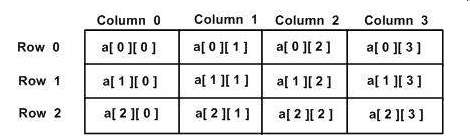 Column 0 Column 1 Column 2 Column 3
Row 0 a[ 0 ][ 0 ] a[ 0 ][ 1 ] a[ 0 ][ 2 ] a[ 0 ][ 3 ]
Row 1 a[ 1 ][ 0 ] a[ 1 ][ 1 ] a[ 1 ][ 2 ] a[ 1 ][ 3 ]
Row 2 a[ 2 ][ 0 ] a[ 2 ][ 1 ] a[ 2 ][ 2 ] a[ 2 ][ 3 ]